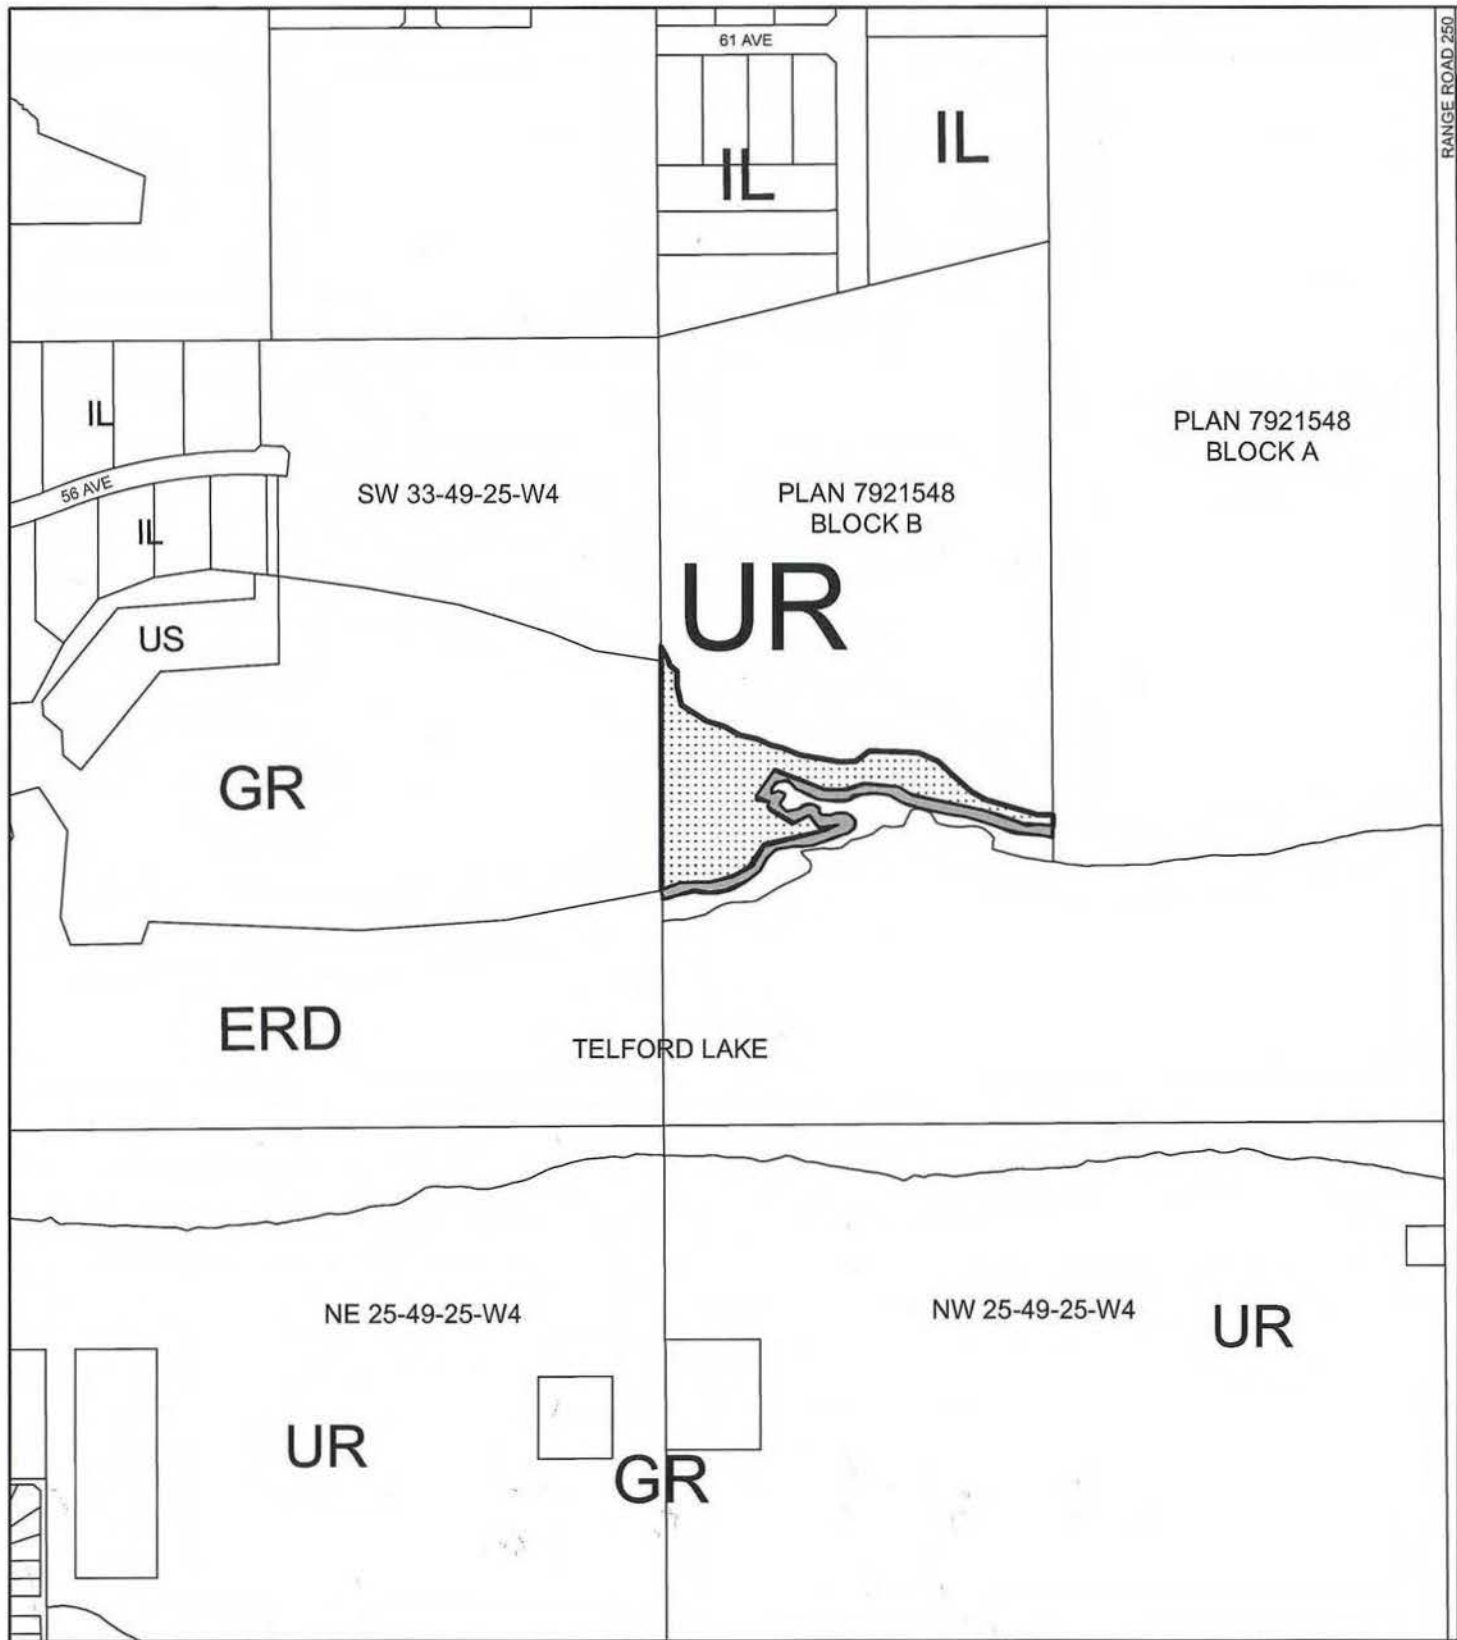 61 AVE
RANGE ROAD 250
IL
IL
IL
PLAN 7921548
BLOCK A
56 AVE
SW 33-49-25-W4
PLAN 7921548
BLOCK B
IL
UR
US
GR
ERD
TELFORD LAKE
NE 25-49-25-W4
NW 25-49-25-W4
UR
UR
GR